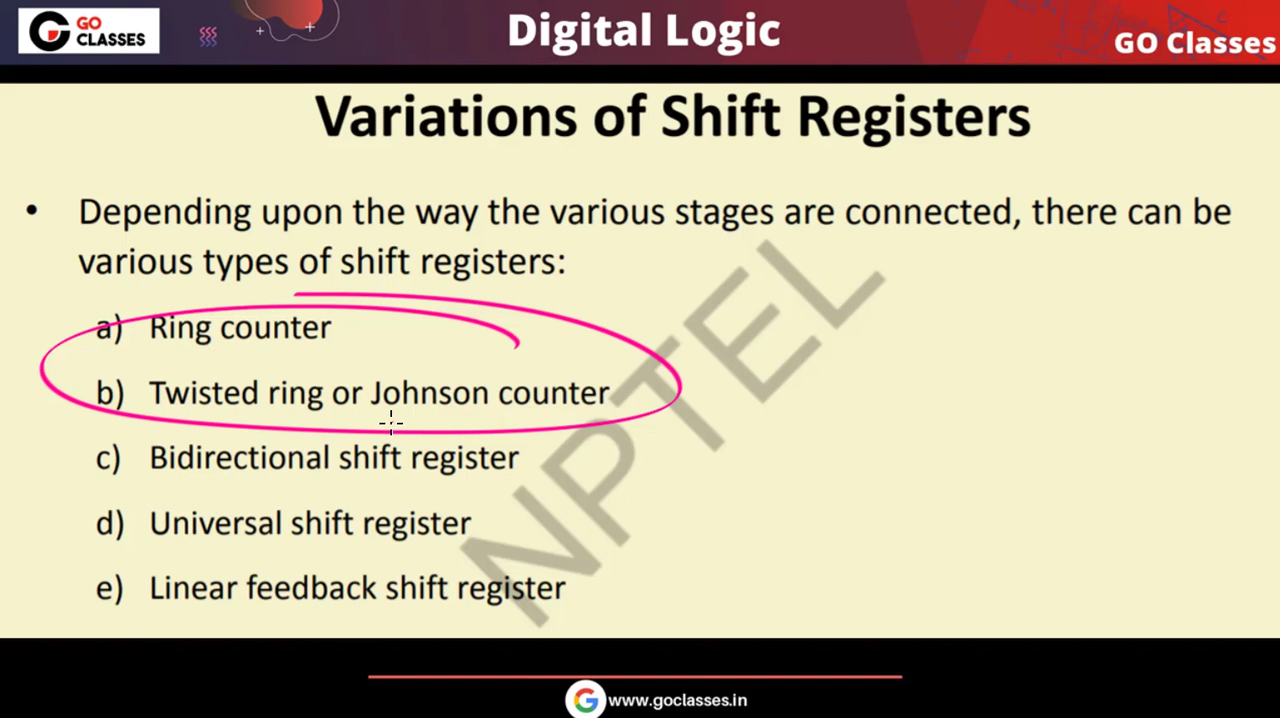 GO
CLASSES
Digital Logic
GO Classes
Variations of Shift Registers
• Depending upon the way the various stages are connected, there can be
various types of shift registers:
a) Ring counter
b) Twisted ring or Johnson counter
c) Bidirectional shift register
d) Universal shift register
e) Linear feedback shift register
NPTEL
www.goclasses.in